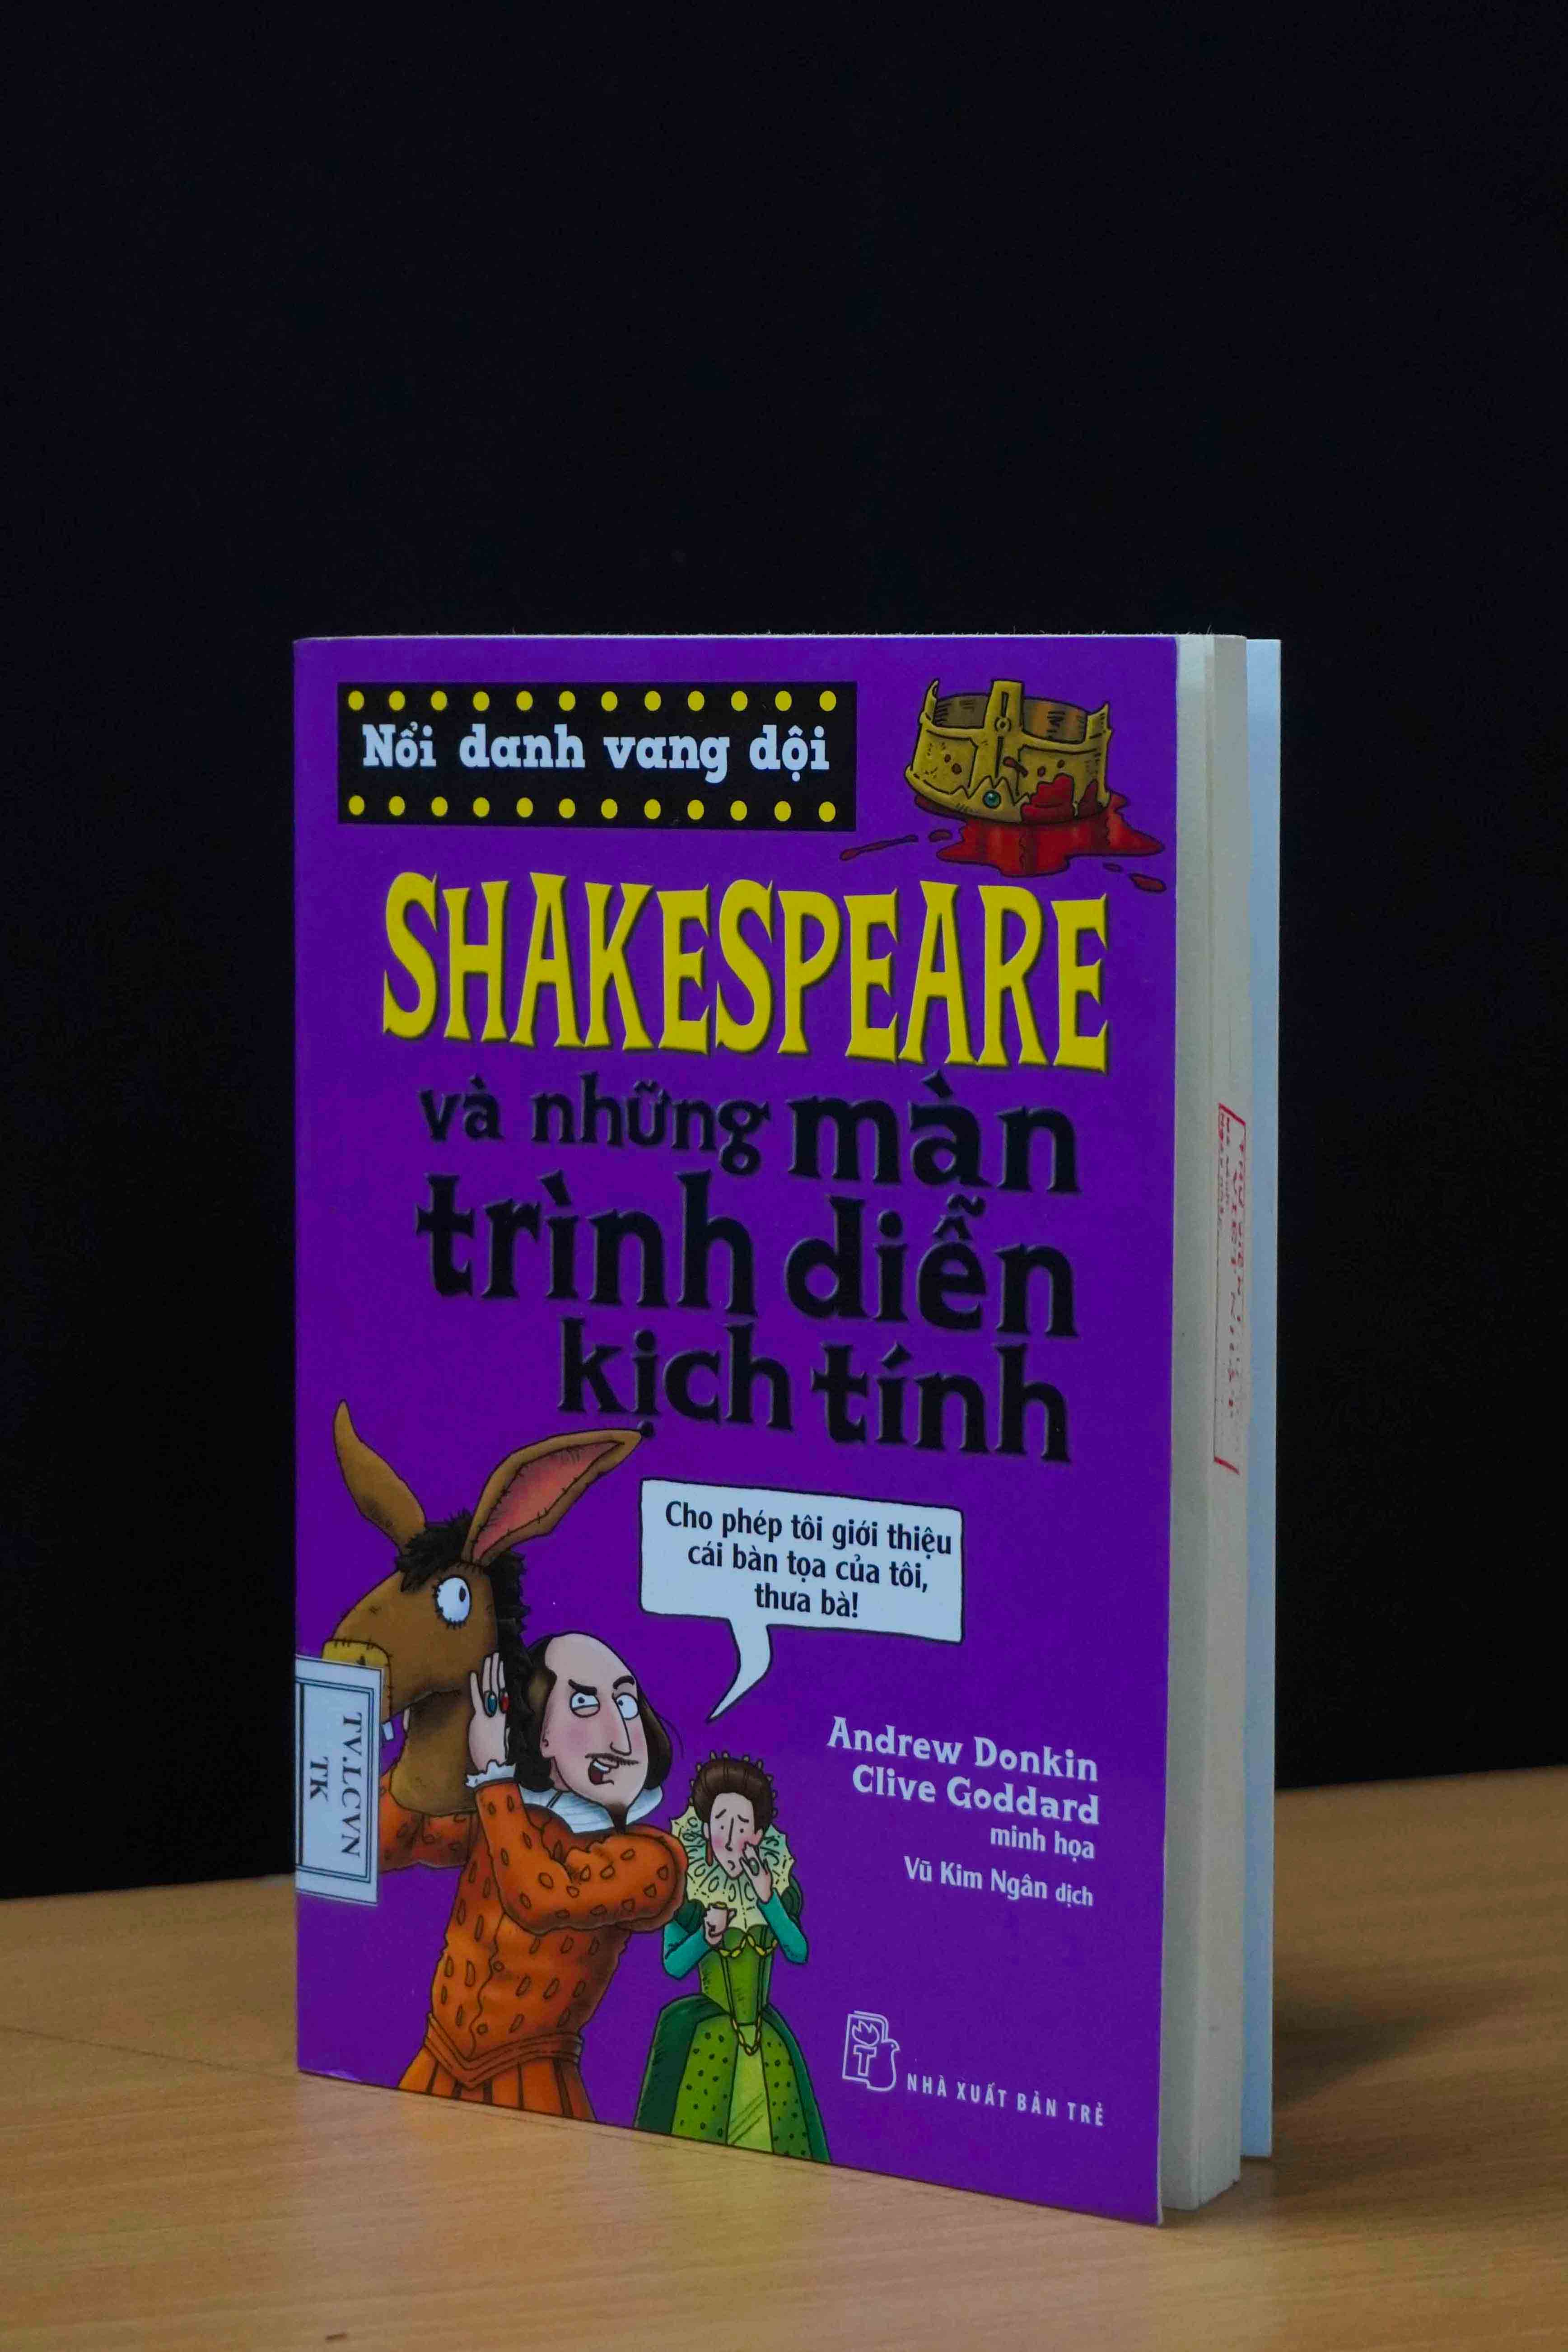 Nổi danh vang dội
SHAKESPEARE
và những màn
trình diễn
kịch tính
Cho phép tôi giới thiệu
cái bàn tọa của tôi,
thưa bà!
Andrew Donkin
Clive Goddard
minh họa
Vũ Kim Ngân dịch
TV.LCVN
TK
NHÀ XUẤT BẢN TRẺ